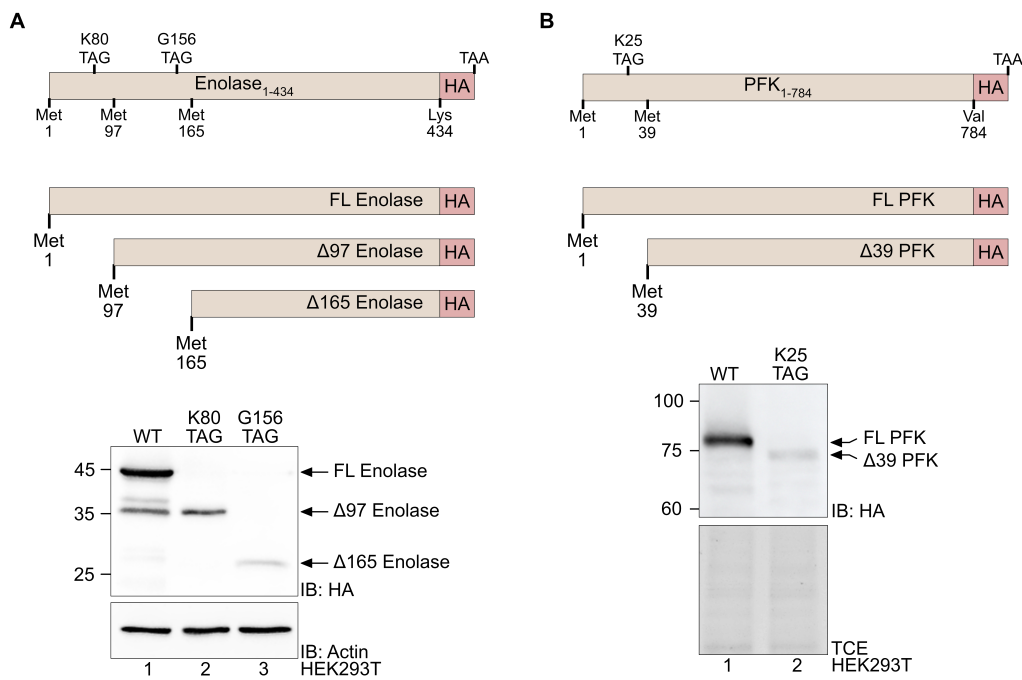 A
K80
TAG
G156
TAG
TAA
Enolase1-434
HA
Met
1
Met
97
Met
165
Lys
434
FL Enolase
HA
Met
1
Δ97 Enolase
HA
Met
97
Δ165 Enolase
HA
Met
165
WT
K80
TAG
G156
TAG
45
35
25
FL Enolase
Δ97 Enolase
Δ165 Enolase
IB: HA
IB: Actin
1 2 3 HEK293T
B
K25
TAG
TAA
PFK1-784
HA
Met
1
Met
39
Val
784
FL PFK
HA
Met
1
Δ39 PFK
HA
Met
39
WT
K25
TAG
100
75
60
FL PFK
Δ39 PFK
IB: HA
TCE
1 2 HEK293T